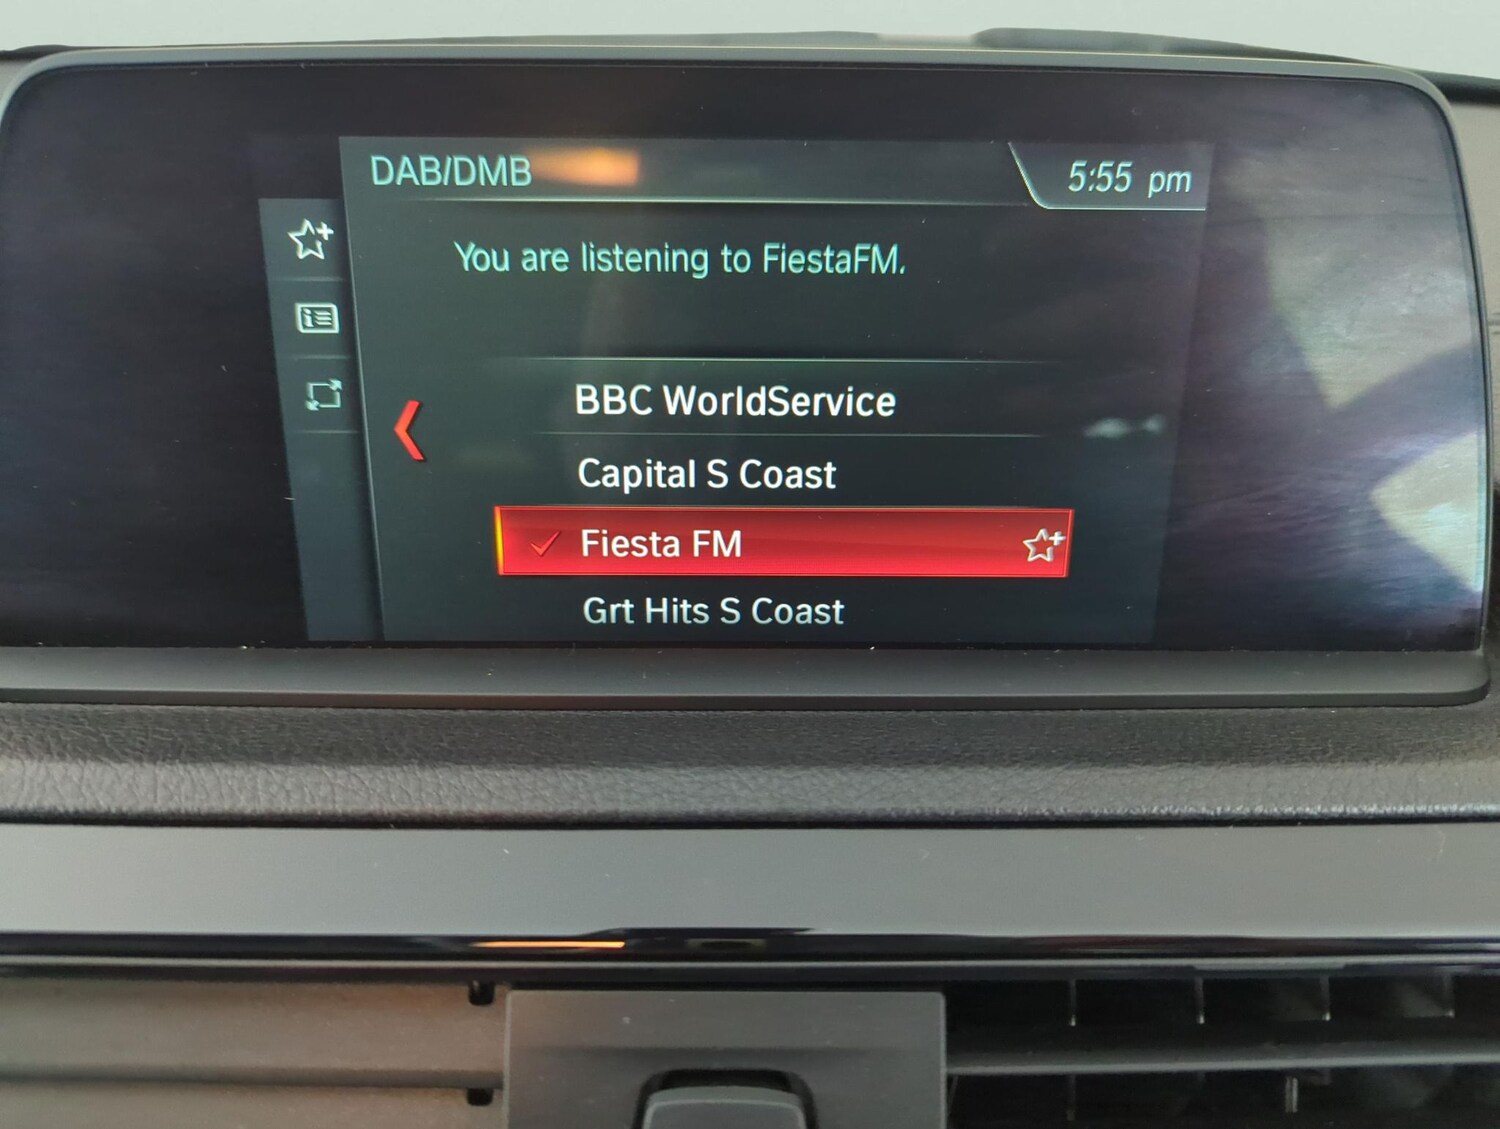 DAB/DMB
5:55 pm
You are listening to FiestaFM.
BBC WorldService
Capital S Coast
Fiesta FM
Grt Hits S Coast